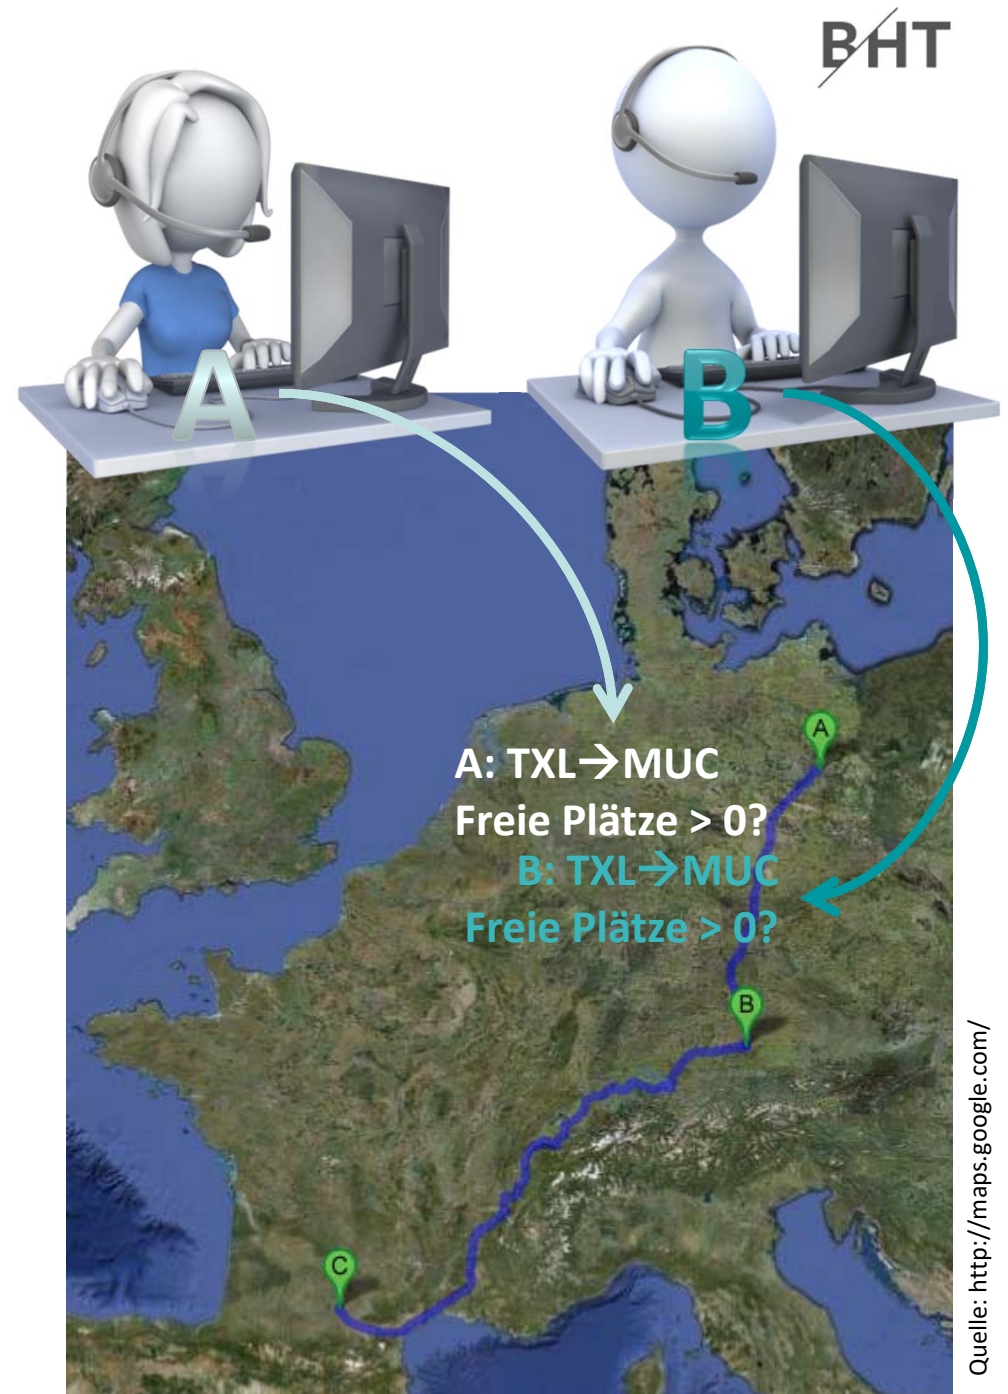 BHT
A
B
A
A: TXL→MUC
Freie Plätze > 0?
B: TXL→MUC
Freie Plätze > 0?
B
C
Quelle: http://maps.google.com/